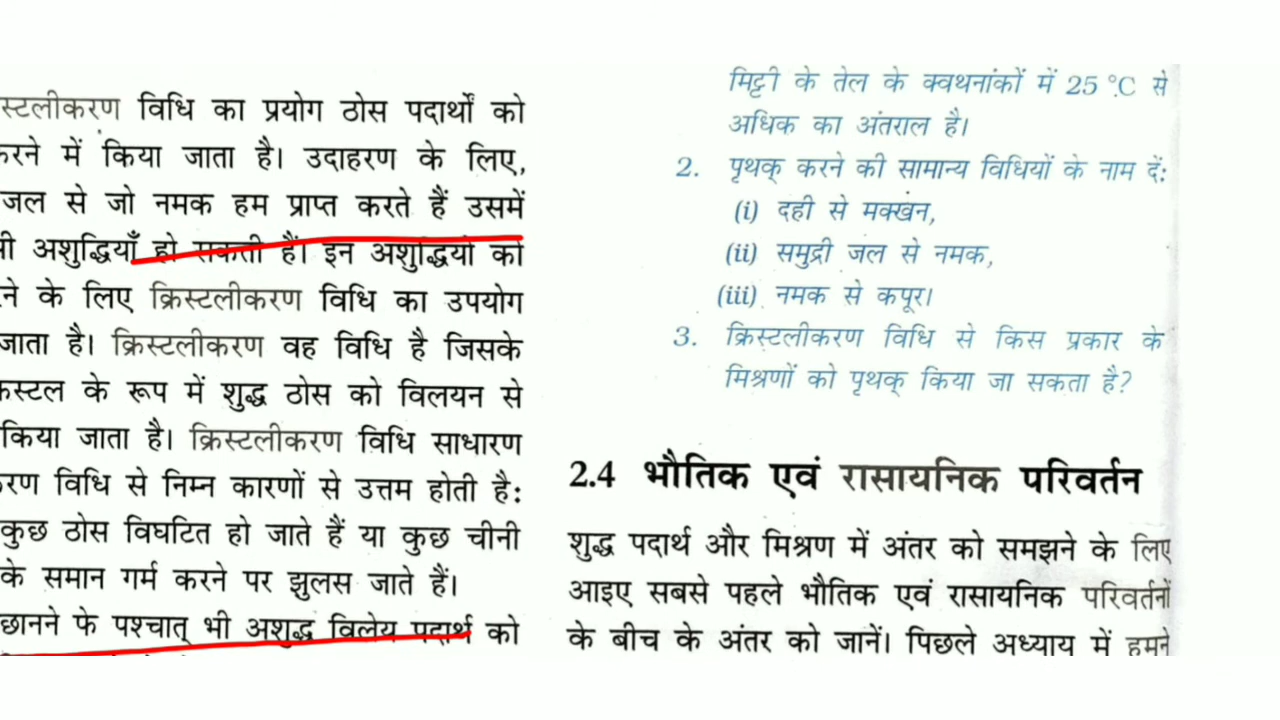 स्टलीकरण विधि का प्रयोग ठोस पदार्थों को
करने में किया जाता है। उदाहरण के लिए,
जल से जो नमक हम प्राप्त करते हैं उसमें
अशुद्धियाँ हो सकती हैं। इन अशुद्धियों को
ने के लिए क्रिस्टलीकरण विधि का उपयोग
जाता है। क्रिस्टलीकरण वह विधि है जिसके
के रूप में शुद्ध ठोस को विलयन से
किया जाता है। क्रिस्टलीकरण विधि साधारण
रण विधि से निम्न कारणों से उत्तम होती है:
कुछ ठोस विघटित हो जाते हैं या कुछ चीनी
के समान गर्म करने पर झुलस जाते हैं।
छानने के पश्चात् भी अशुद्ध विलेय पदार्थ को
मिट्टी के तेल के क्वथनांकों में 25 °C से
अधिक का अंतराल है।
2. पृथक् करने की सामान्य विधियों के नाम दें:
(i) दही से मक्खन,
(ii) समुद्री जल से नमक,
(iii) नमक से कपूर।
3. क्रिस्टलीकरण विधि से किस प्रकार के
मिश्रणों को पृथक् किया जा सकता है?
2.4 भौतिक एवं रासायनिक परिवर्तन
शुद्ध पदार्थ और मिश्रण में अंतर को समझने के लिए
आइए सबसे पहले भौतिक एवं रासायनिक परिवर्तनों
के बीच के अंतर को जानें। पिछले अध्याय में हमने